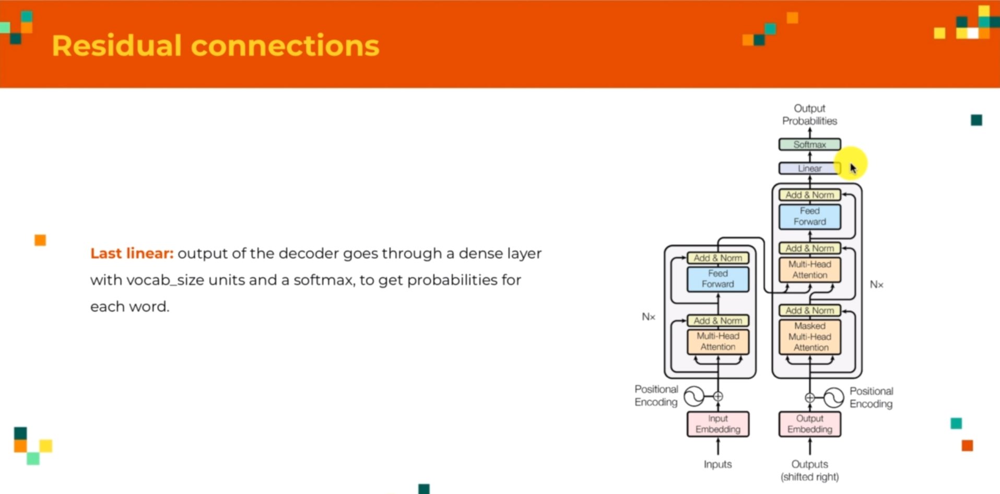 Residual connections
Last linear: output of the decoder goes through a dense layer
with vocab_size units and a softmax, to get probabilities for
each word.
Output
Probabilities
Softmax
Linear
Add & Norm
Feed
Forward
Add & Norm
Multi-Head
Attention
Add & Norm
Masked
Multi-Head
Attention
Nx
Add & Norm
Feed
Forward
Add & Norm
Multi-Head
Attention
Nx
Positional
Encoding
Positional
Encoding
Input
Embedding
Output
Embedding
Inputs
Outputs
(shifted right)